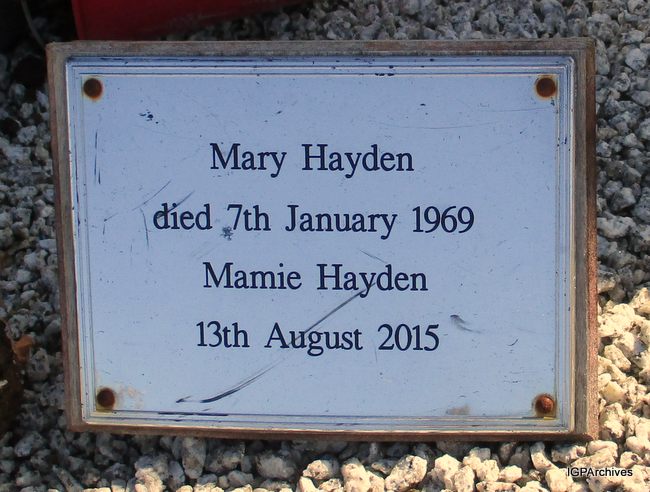 Mary Hayden
died 7th January 1969
Mamie Hayden
13th August 2015
IGPArchives